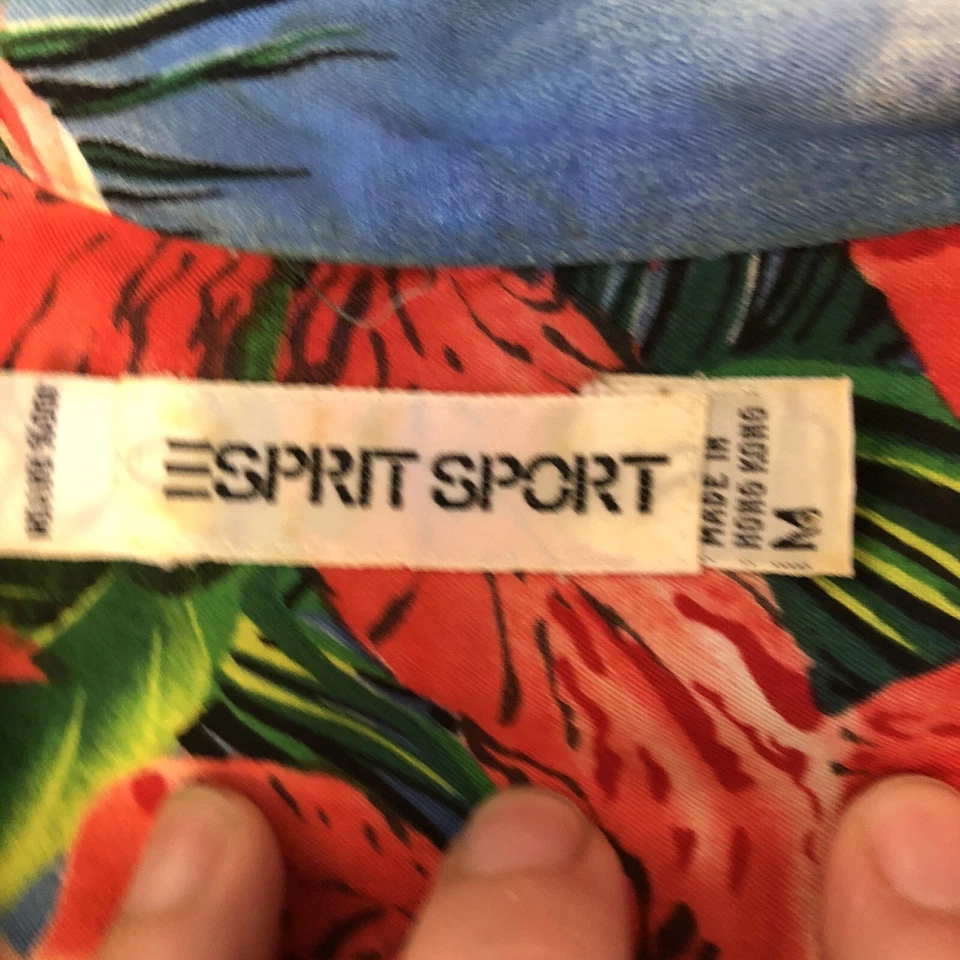 ESPRIT SPORT
MADE IN
HONG KONG
M